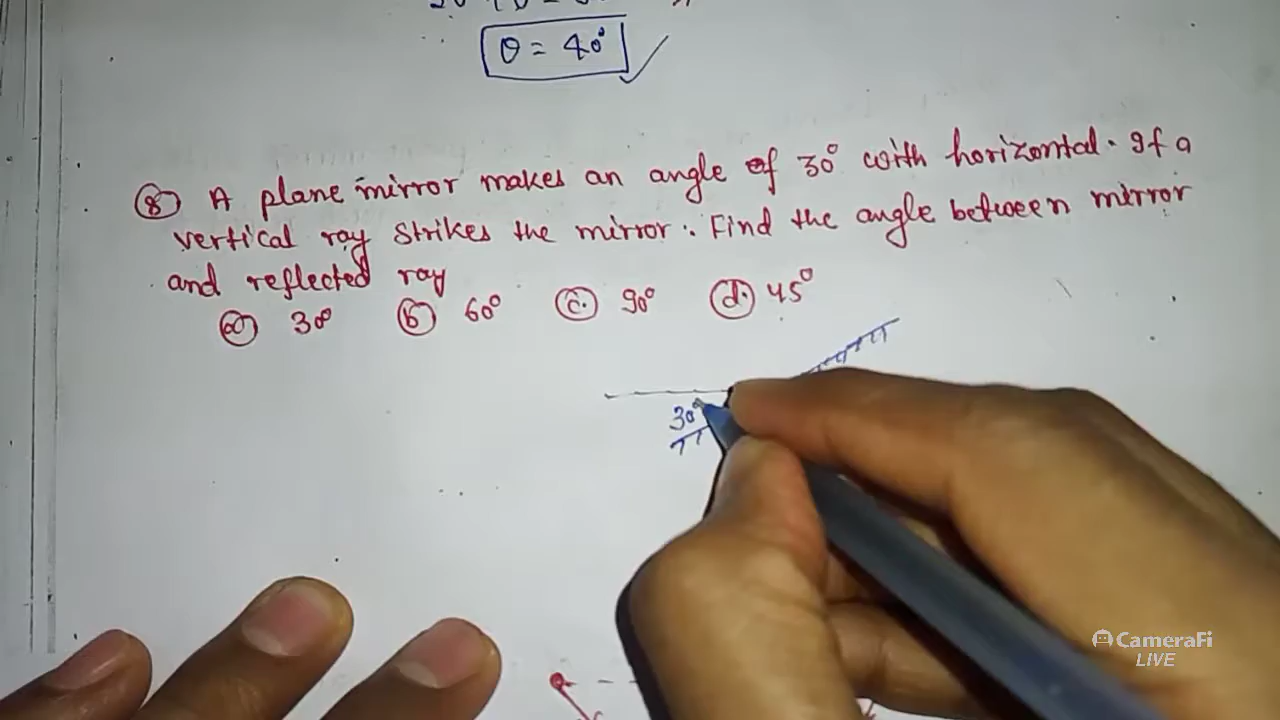 θ = 40°
⑧ A plane mirror makes an angle of 30° with horizontal. If a
vertical ray strikes the mirror. Find the angle between mirror
and reflected ray
ⓐ 30° ⓑ 60° ⓒ 90° ⓓ 45°
30°
CameraFi
LIVE